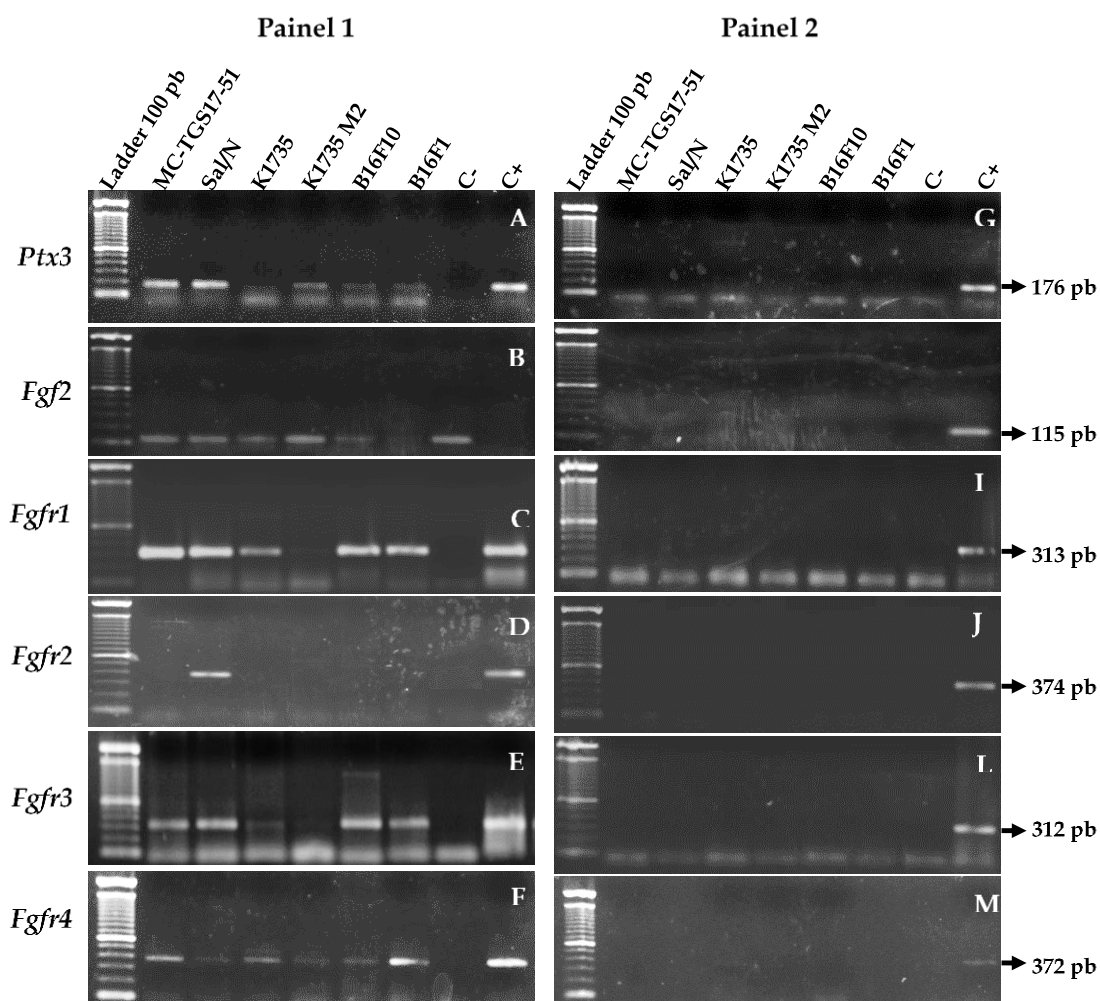 Painel 1
Painel 2
Ladder 100 pb
MC-TGS17-51
Sal/N
K1735
K1735 M2
B16F10
B16F1
C-
C+
Ladder 100 pb
MC-TGS17-51
Sal/N
K1735
K1735 M2
B16F10
B16F1
C-
C+
Ptx3
A
G
176 pb
Fgf2
B
115 pb
Fgfr1
C
I
313 pb
Fgfr2
D
J
374 pb
Fgfr3
E
L
312 pb
Fgfr4
F
M
372 pb